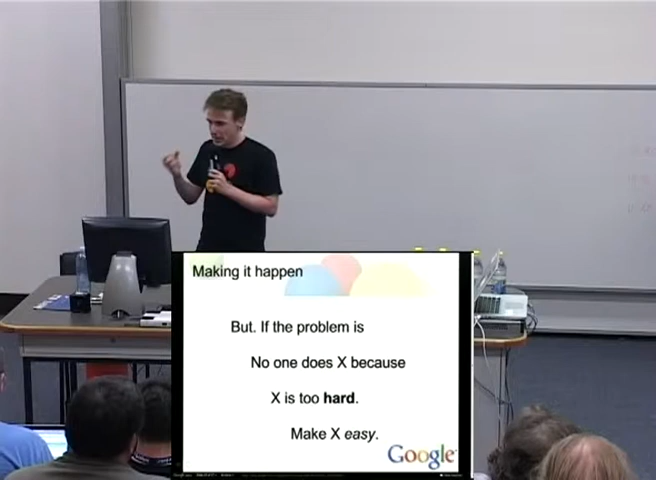 Making it happen
But. If the problem is
No one does X because
X is too hard.
Make X easy.
Google